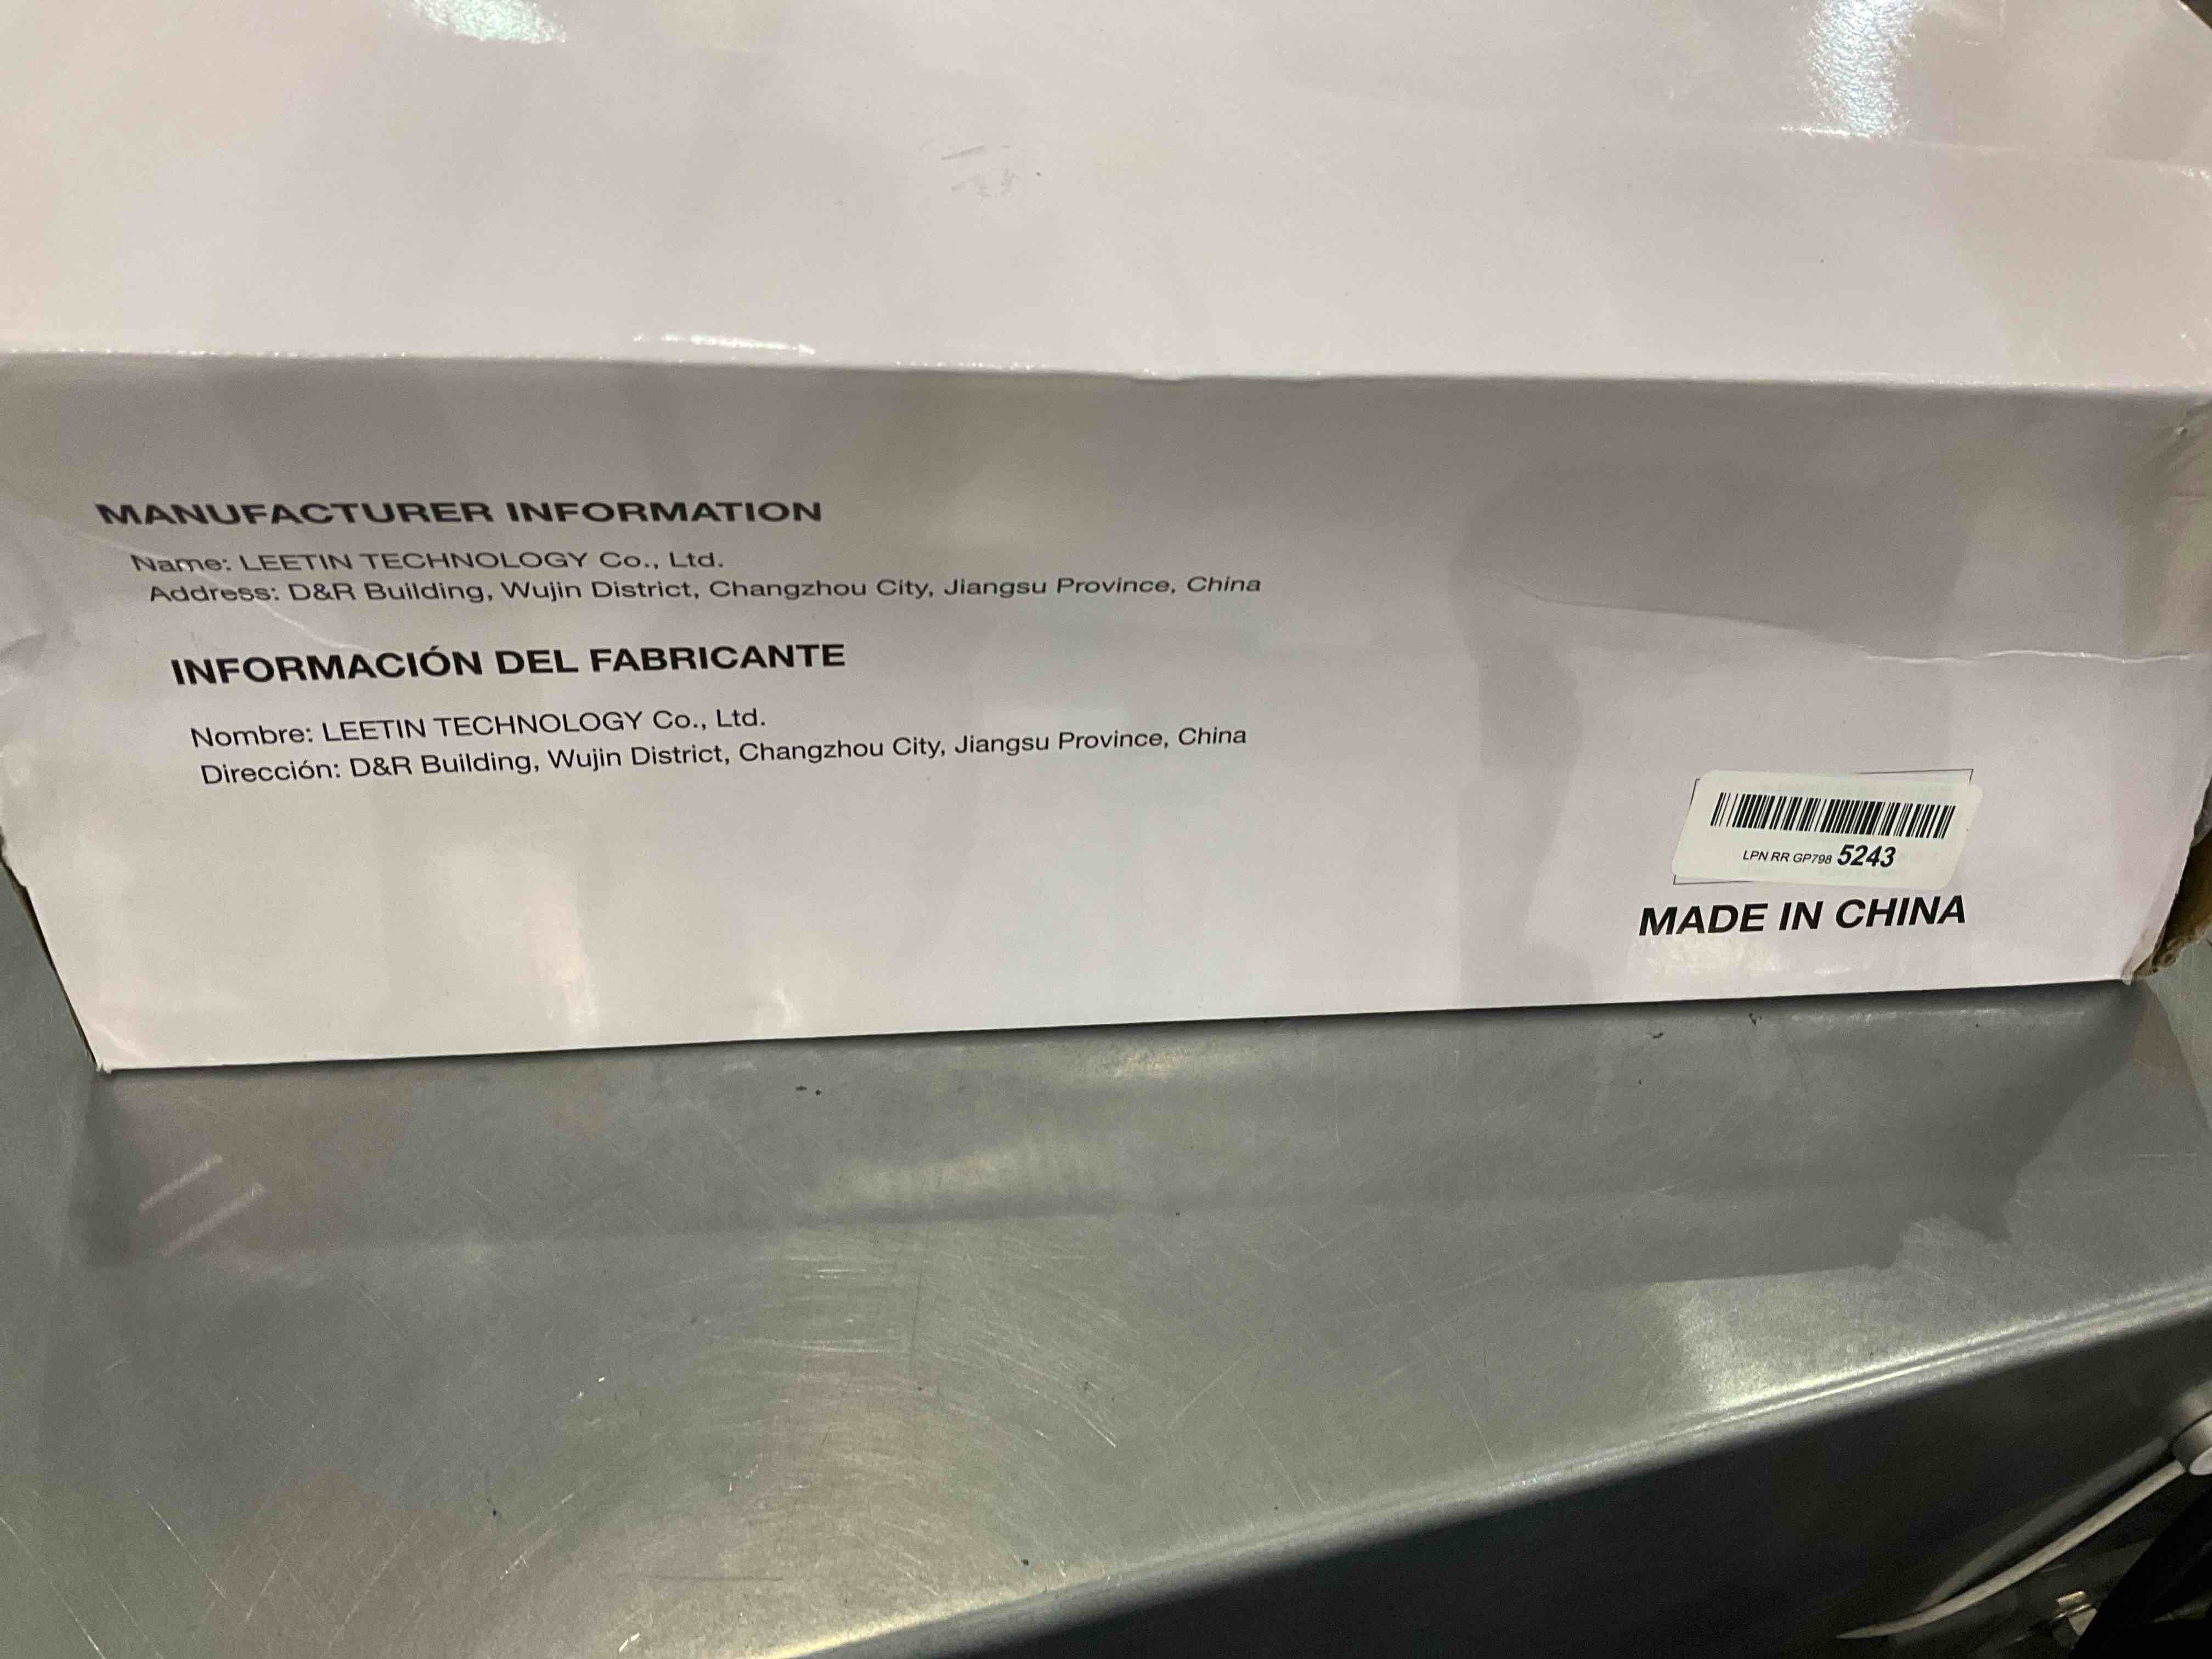 MANUFACTURER INFORMATION
Name: LEETIN TECHNOLOGY Co., Ltd.
Address: D&R Building, Wujin District, Changzhou City, Jiangsu Province, China
INFORMACIÓN DEL FABRICANTE
Nombre: LEETIN TECHNOLOGY Co., Ltd.
Dirección: D&R Building, Wujin District, Changzhou City, Jiangsu Province, China
LPN RR GP798 5243
MADE IN CHINA